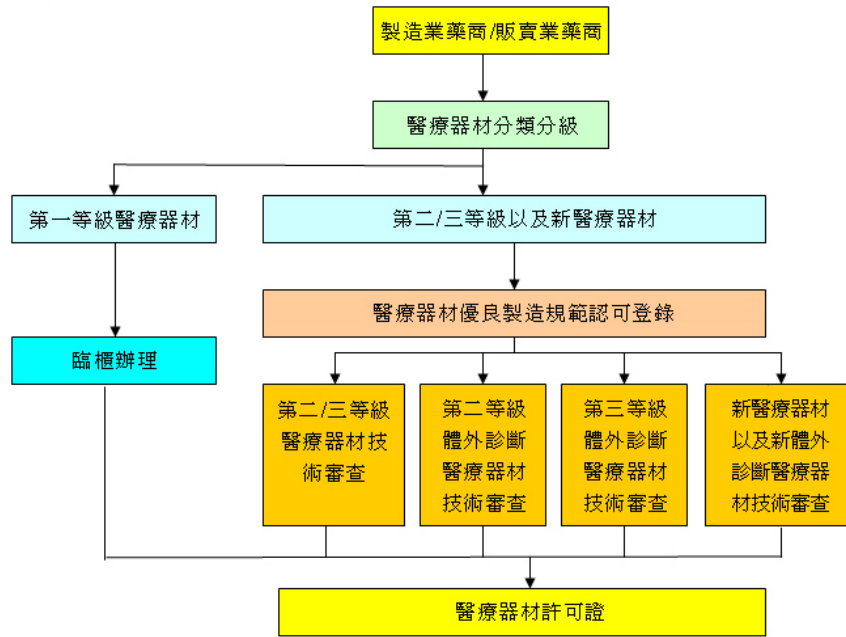 製造業藥商/販賣業藥商
醫療器材分類分級
第一等級醫療器材
第二/三等級以及新醫療器材
醫療器材優良製造規範認可登錄
臨櫃辦理
第二/三等級
醫療器材技
術審查
第二等級
體外診斷
醫療器材
技術審查
第三等級
體外診斷
醫療器材
技術審查
新醫療器材
以及新體外
診斷醫療器
材技術審查
醫療器材許可證